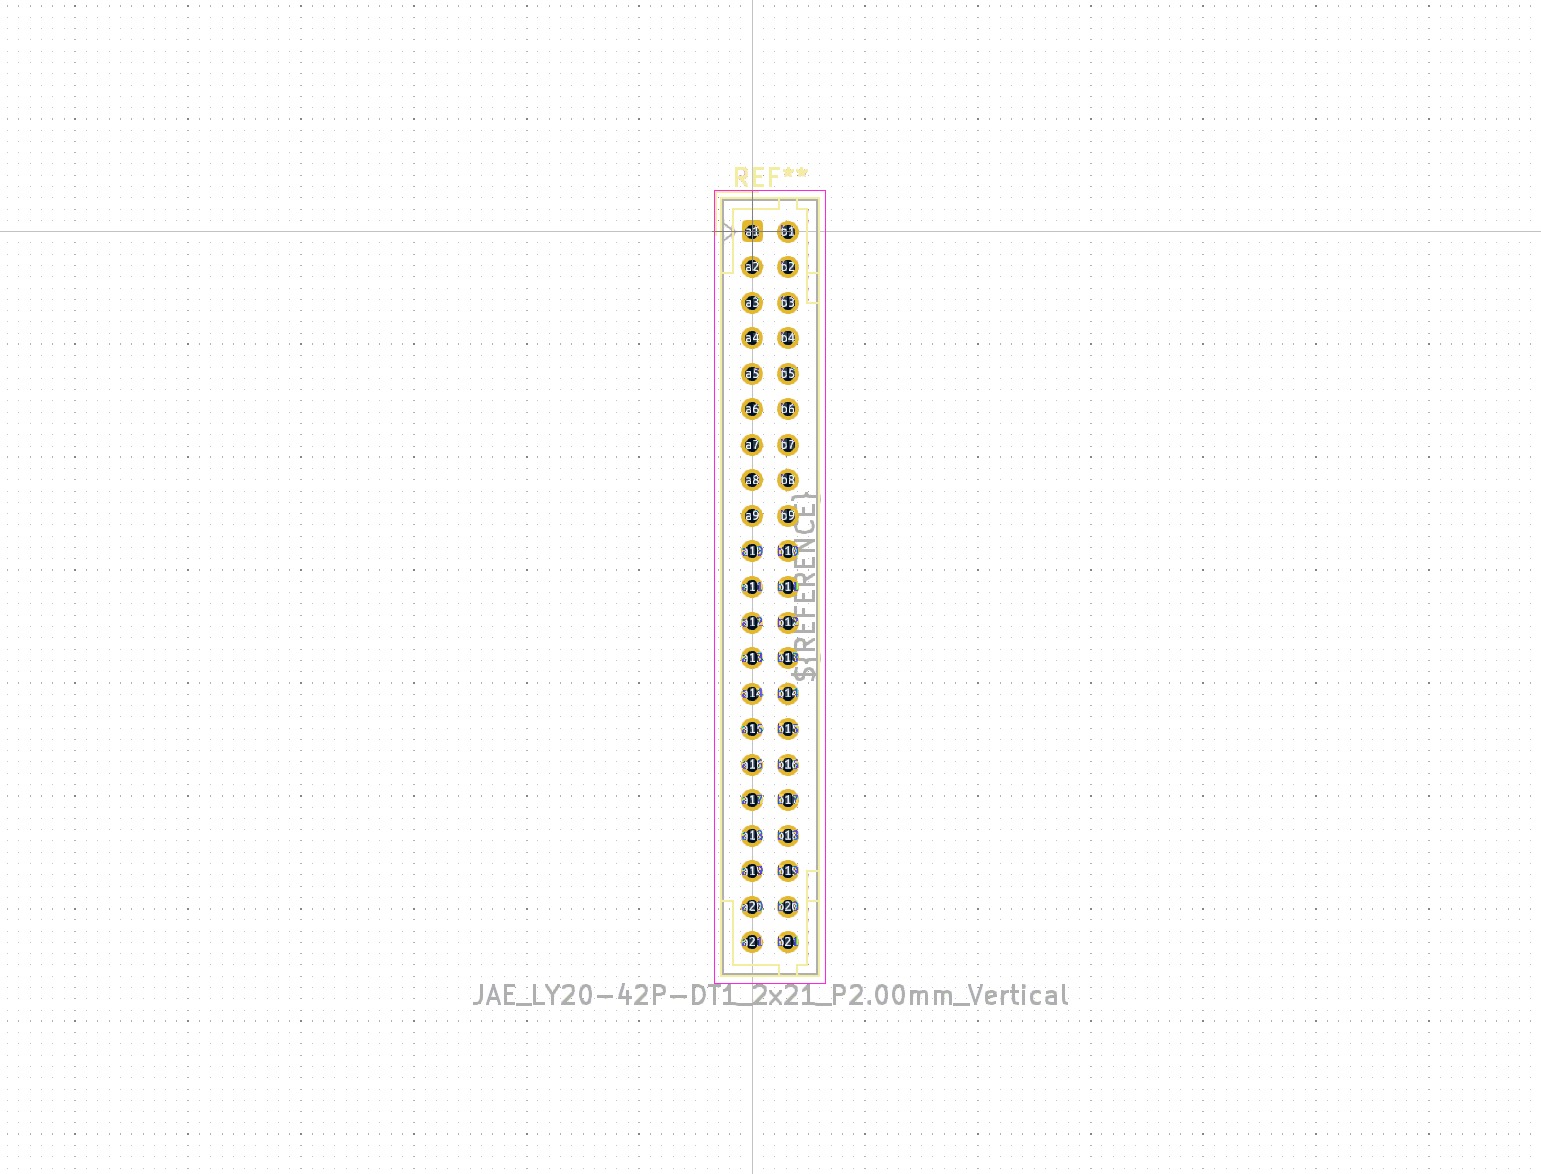 REF**
a1 b1
a2 b2
a3 b3
a4 b4
a5 b5
a6 b6
a7 b7
a8 b8
a9 b9
a10 b10
a11 b11
a12 b12
a13 b13
a14 b14
a15 b15
a16 b16
a17 b17
a18 b18
a19 b19
a20 b20
a21 b21
${REFERENCE}
JAE_LY20-42P-DT1_2x21_P2.00mm_Vertical